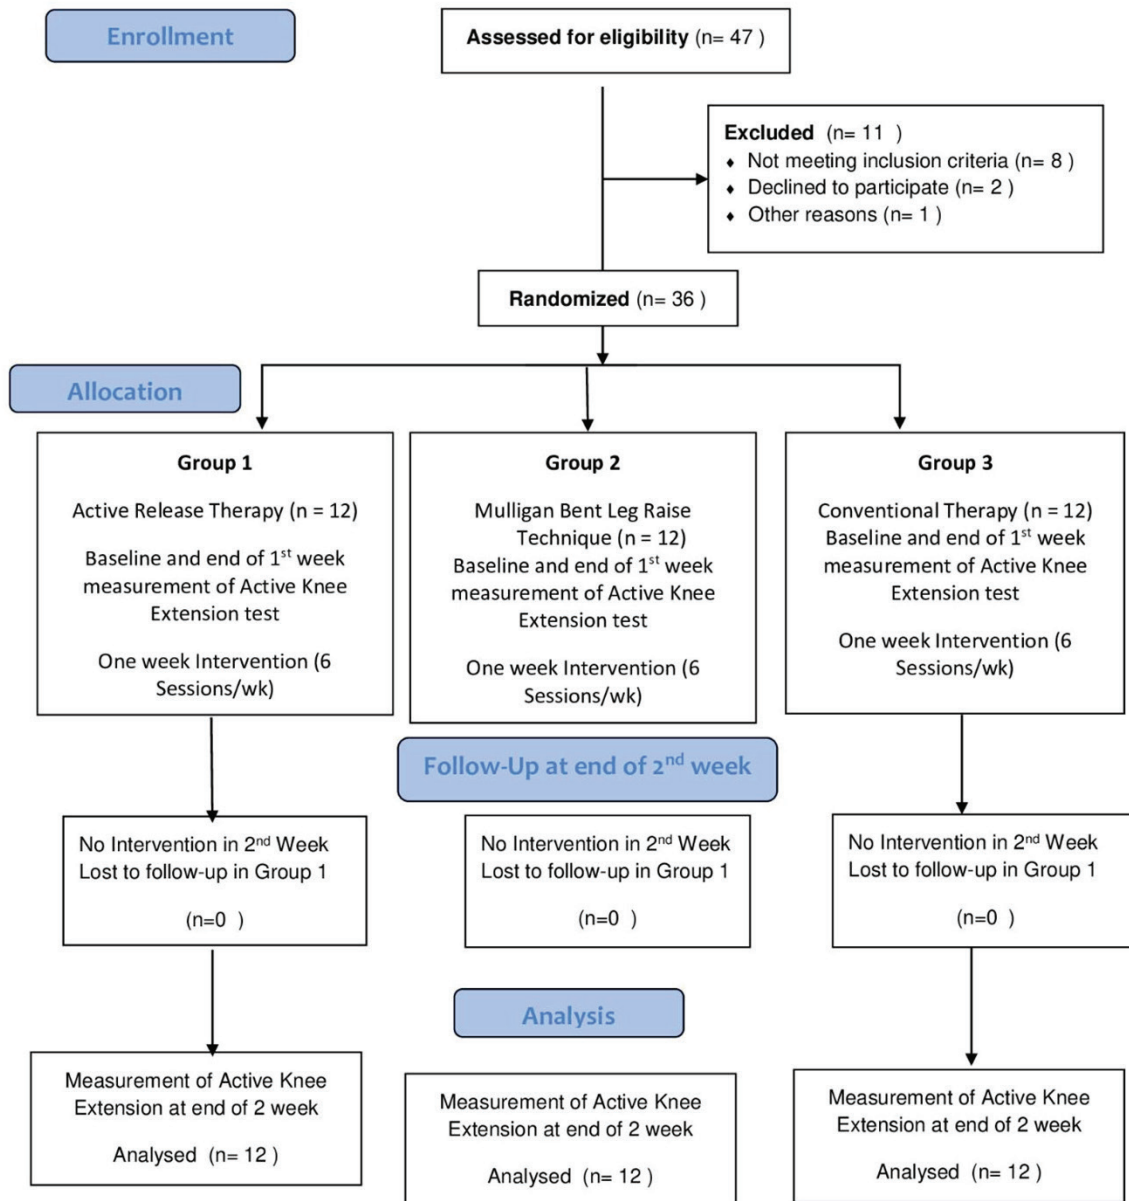 Enrollment
Assessed for eligibility (n= 47 )
Excluded (n= 11 )
♦ Not meeting inclusion criteria (n= 8 )
♦ Declined to participate (n= 2 )
♦ Other reasons (n= 1 )
Randomized (n= 36 )
Allocation
Group 1
Active Release Therapy (n = 12)
Baseline and end of 1st week
measurement of Active Knee
Extension test
One week Intervention (6
Sessions/wk)
Group 2
Mulligan Bent Leg Raise
Technique (n = 12)
Baseline and end of 1st week
measurement of Active Knee
Extension test
One week Intervention (6
Sessions/wk)
Group 3
Conventional Therapy (n = 12)
Baseline and end of 1st week
measurement of Active Knee
Extension test
One week Intervention (6
Sessions/wk)
Follow-Up at end of 2nd week
No Intervention in 2nd Week
Lost to follow-up in Group 1
(n=0 )
No Intervention in 2nd Week
Lost to follow-up in Group 1
(n=0 )
No Intervention in 2nd Week
Lost to follow-up in Group 1
(n=0 )
Analysis
Measurement of Active Knee
Extension at end of 2 week
Analysed (n= 12 )
Measurement of Active Knee
Extension at end of 2 week
Analysed (n= 12 )
Measurement of Active Knee
Extension at end of 2 week
Analysed (n= 12 )